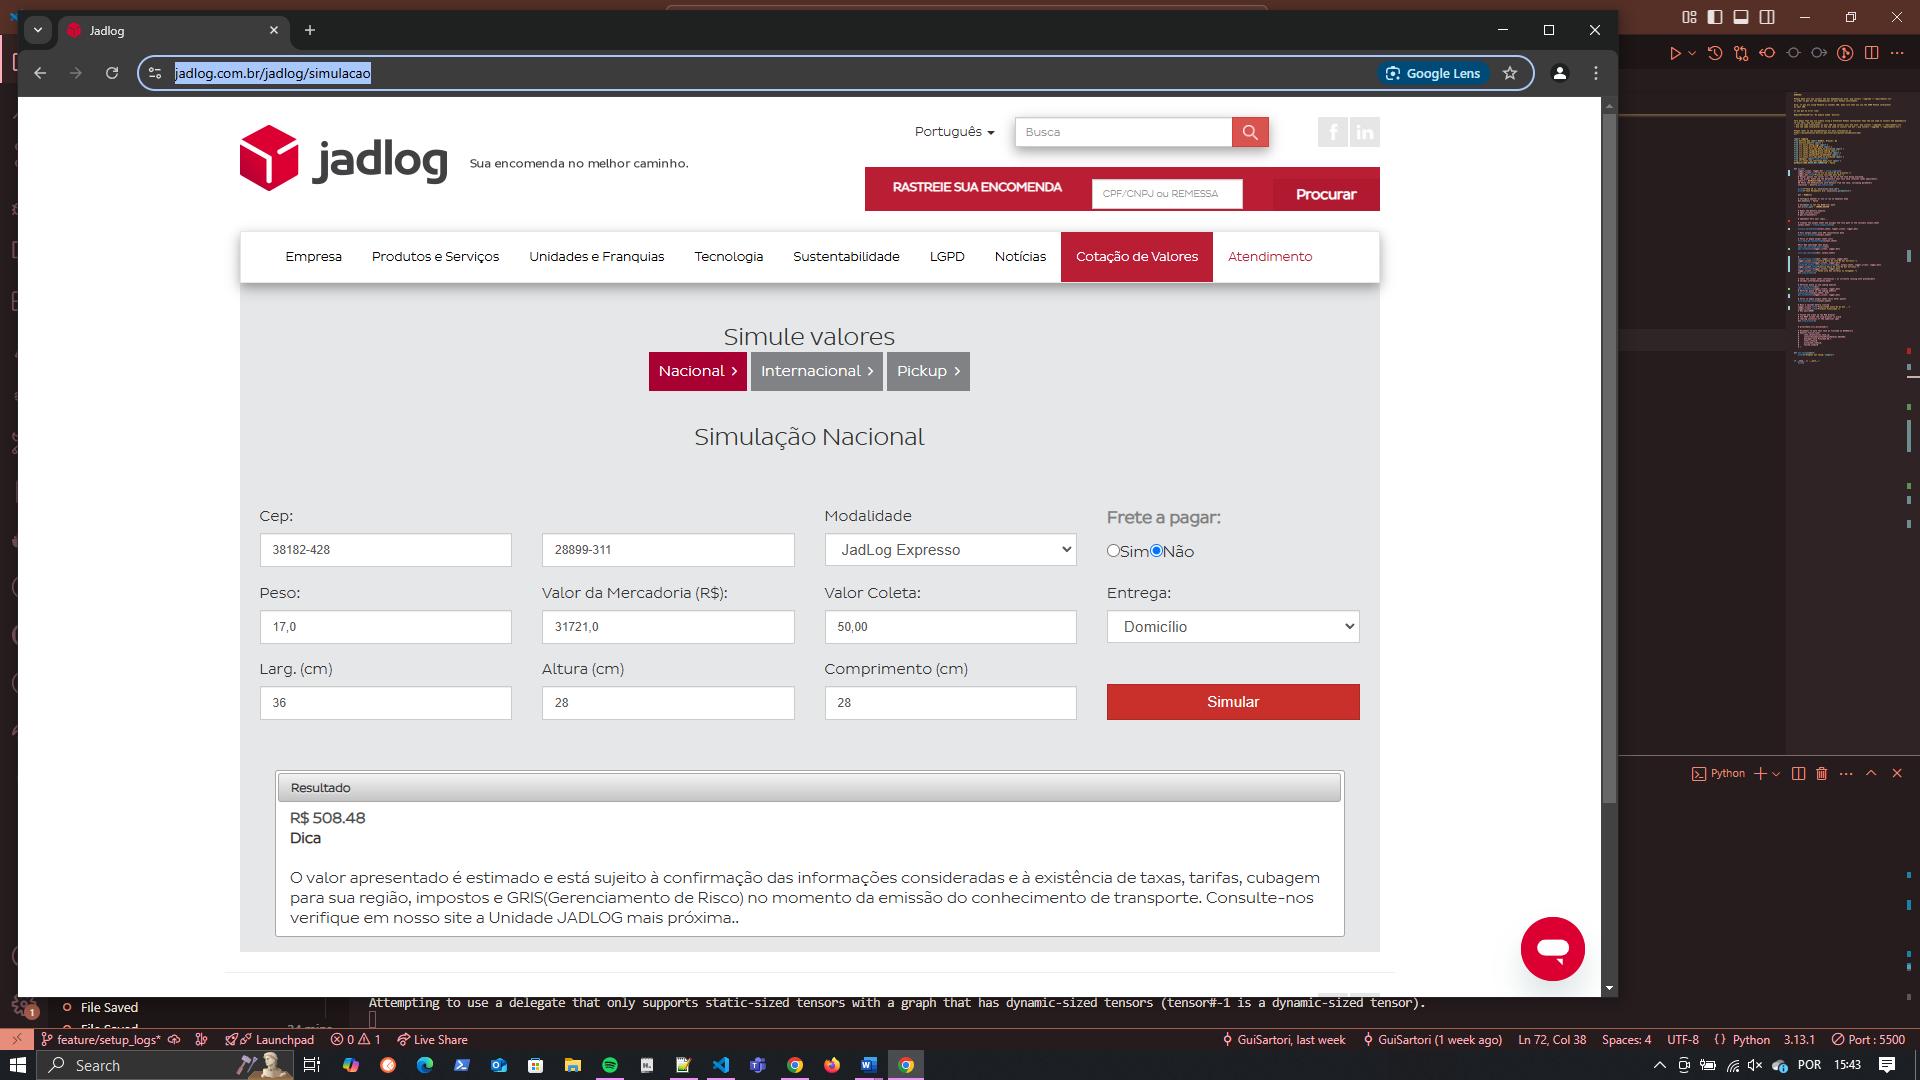 Jadlog
jadlog.com.br/jadlog/simulacao
Google Lens
jadlog
Sua encomenda no melhor caminho.
Português
Busca
f in
RASTREIE SUA ENCOMENDA
CPF/CNPJ ou REMESSA
Procurar
Empresa
Produtos e Serviços
Unidades e Franquias
Tecnologia
Sustentabilidade
LGPD
Notícias
Cotação de Valores
Atendimento
Simule valores
Nacional
Internacional
Pickup
Simulação Nacional
Cep:
Modalidade
Frete a pagar:
38182-428
28899-311
JadLog Expresso
Sim Não
Peso:
Valor da Mercadoria (R$):
Valor Coleta:
Entrega:
17,0
31721,0
50,00
Domicílio
Larg. (cm)
Altura (cm)
Comprimento (cm)
36
28
28
Simular
Resultado
R$ 508.48
Dica
O valor apresentado é estimado e está sujeito à confirmação das informações consideradas e à existência de taxas, tarifas, cubagem
para sua região, impostos e GRIS(Gerenciamento de Risco) no momento da emissão do conhecimento de transporte. Consulte-nos
verifique em nosso site a Unidade JADLOG mais próxima..
Python
File Saved
Attempting to use a delegate that only supports static-sized tensors with a graph that has dynamic-sized tensors (tensor#-1 is a dynamic-sized tensor).
feature/setup_logs*
Launchpad
0
1
Live Share
GuiSartori, last week
GuiSartori (1 week ago)
Ln 72, Col 38
Spaces: 4
UTF-8
Python
3.13.1
Port : 5500
Search
POR
15:43